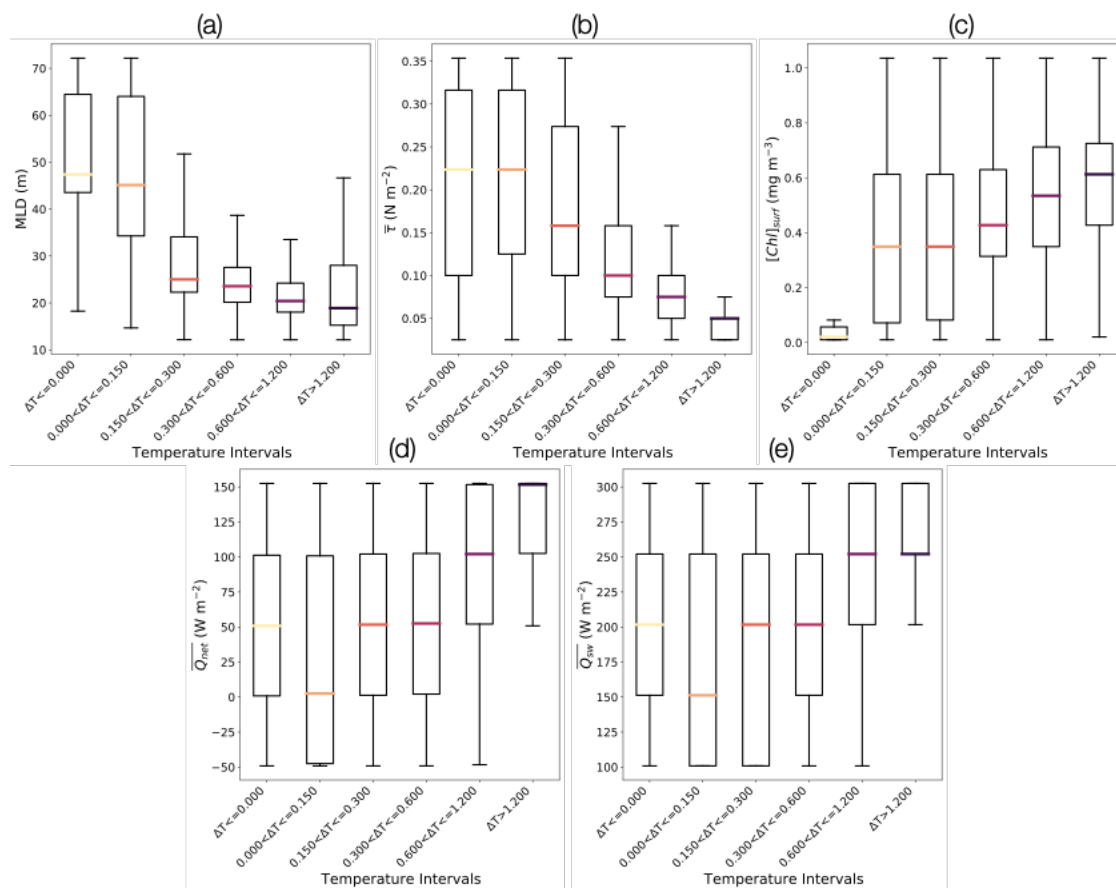 (a)
MLD (m)
70
60
50
40
30
20
10
ΔT<=0.000
0.000<ΔT<=0.150
0.150<ΔT<=0.300
0.300<ΔT<=0.600
0.600<ΔT<=1.200
ΔT>1.200
Temperature Intervals
(b)
τ̅ (N m⁻²)
0.35
0.30
0.25
0.20
0.15
0.10
0.05
ΔT<=0.000
0.000<ΔT<=0.150
0.150<ΔT<=0.300
0.300<ΔT<=0.600
0.600<ΔT<=1.200
ΔT>1.200
Temperature Intervals
(c)
[Chl]surf (mg m⁻³)
1.0
0.8
0.6
0.4
0.2
0.0
ΔT<=0.000
0.000<ΔT<=0.150
0.150<ΔT<=0.300
0.300<ΔT<=0.600
0.600<ΔT<=1.200
ΔT>1.200
Temperature Intervals
(d)
Qnet (W m⁻²)
150
125
100
75
50
25
0
−25
−50
ΔT<=0.000
0.000<ΔT<=0.150
0.150<ΔT<=0.300
0.300<ΔT<=0.600
0.600<ΔT<=1.200
ΔT>1.200
Temperature Intervals
(e)
Qsw (W m⁻²)
300
275
250
225
200
175
150
125
100
ΔT<=0.000
0.000<ΔT<=0.150
0.150<ΔT<=0.300
0.300<ΔT<=0.600
0.600<ΔT<=1.200
ΔT>1.200
Temperature Intervals